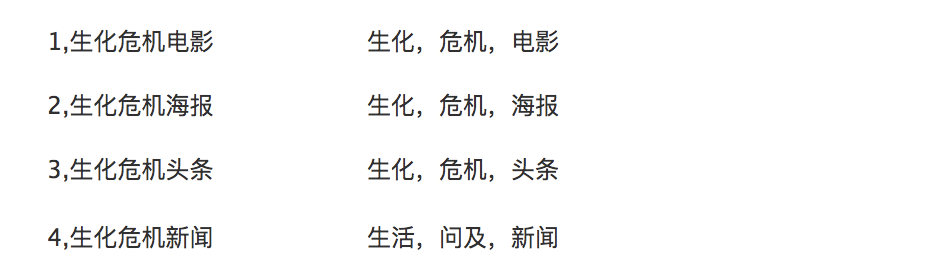 1,生化危机电影 生化，危机，电影
2,生化危机海报 生化，危机，海报
3,生化危机头条 生化，危机，头条
4,生化危机新闻 生活，问及，新闻